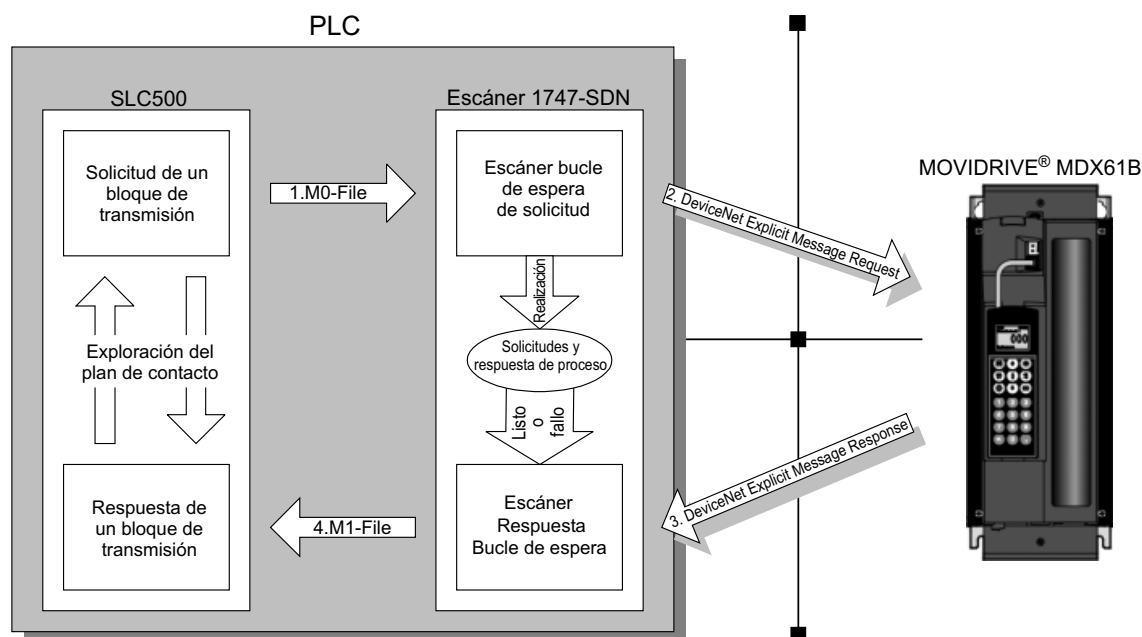 PLC
SLC500
Escáner 1747-SDN
Solicitud de un
bloque de
transmisión
1.M0-File
Escáner bucle
de espera
de solicitud
2. DeviceNet Explicit Message Request
MOVIDRIVE® MDX61B
Realización
Exploración del
plan de contacto
Solicitudes y
respuesta de proceso
Listo
o
fallo
3. DeviceNet Explicit Message Response
Respuesta de
un bloque de
transmisión
4.M1-File
Escáner
Respuesta
Bucle de espera